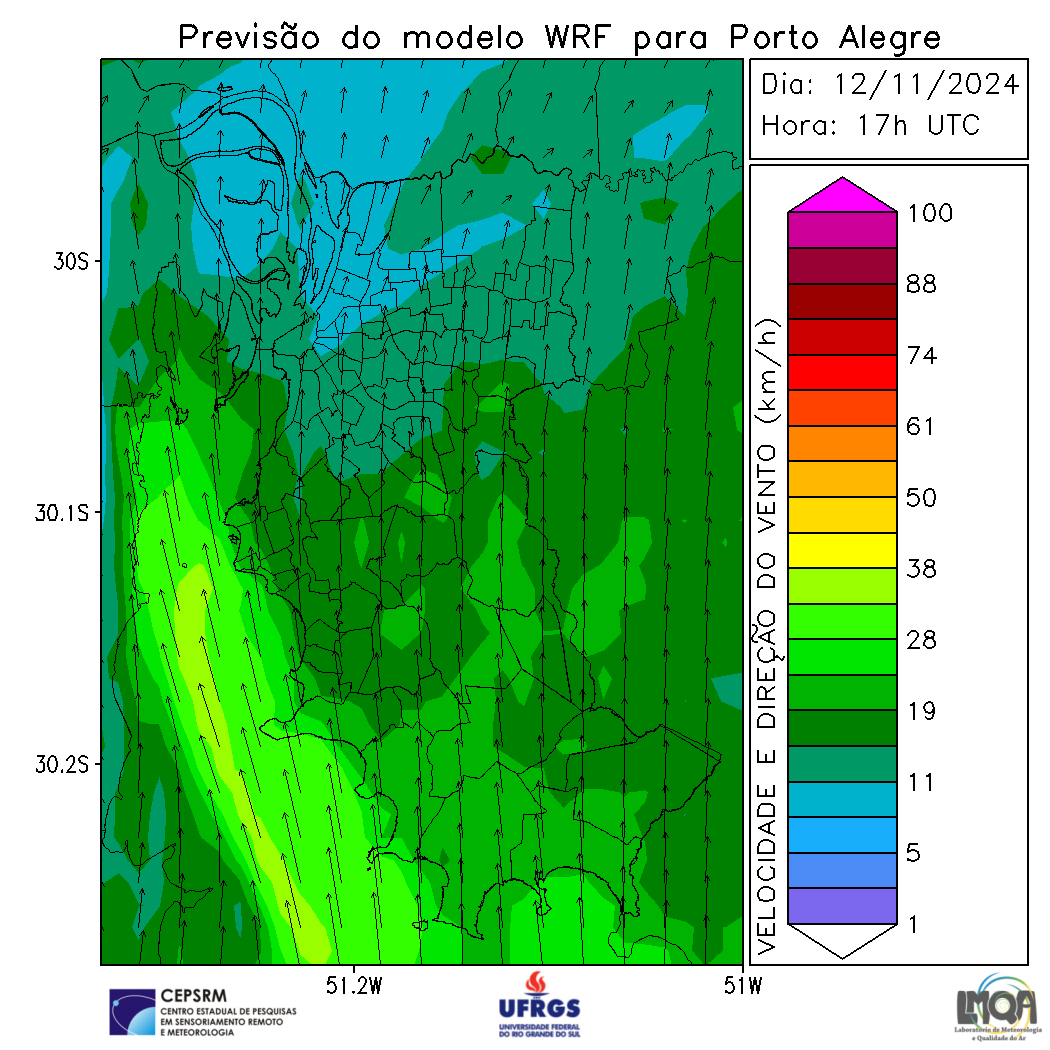 Previsão do modelo WRF para Porto Alegre
Dia: 12/11/2024
Hora: 17h UTC
30S
30.1S
30.2S
51.2W
51W
VELOCIDADE E DIREÇÃO DO VENTO (km/h)
100
88
74
61
50
38
28
19
11
5
1
CEPSRM
CENTRO ESTADUAL DE PESQUISAS
EM SENSORIAMENTO REMOTO
E METEOROLOGIA
UFRGS
UNIVERSIDADE FEDERAL
DO RIO GRANDE DO SUL
LMQA
Laboratório de Meteorologia
e Qualidade do Ar